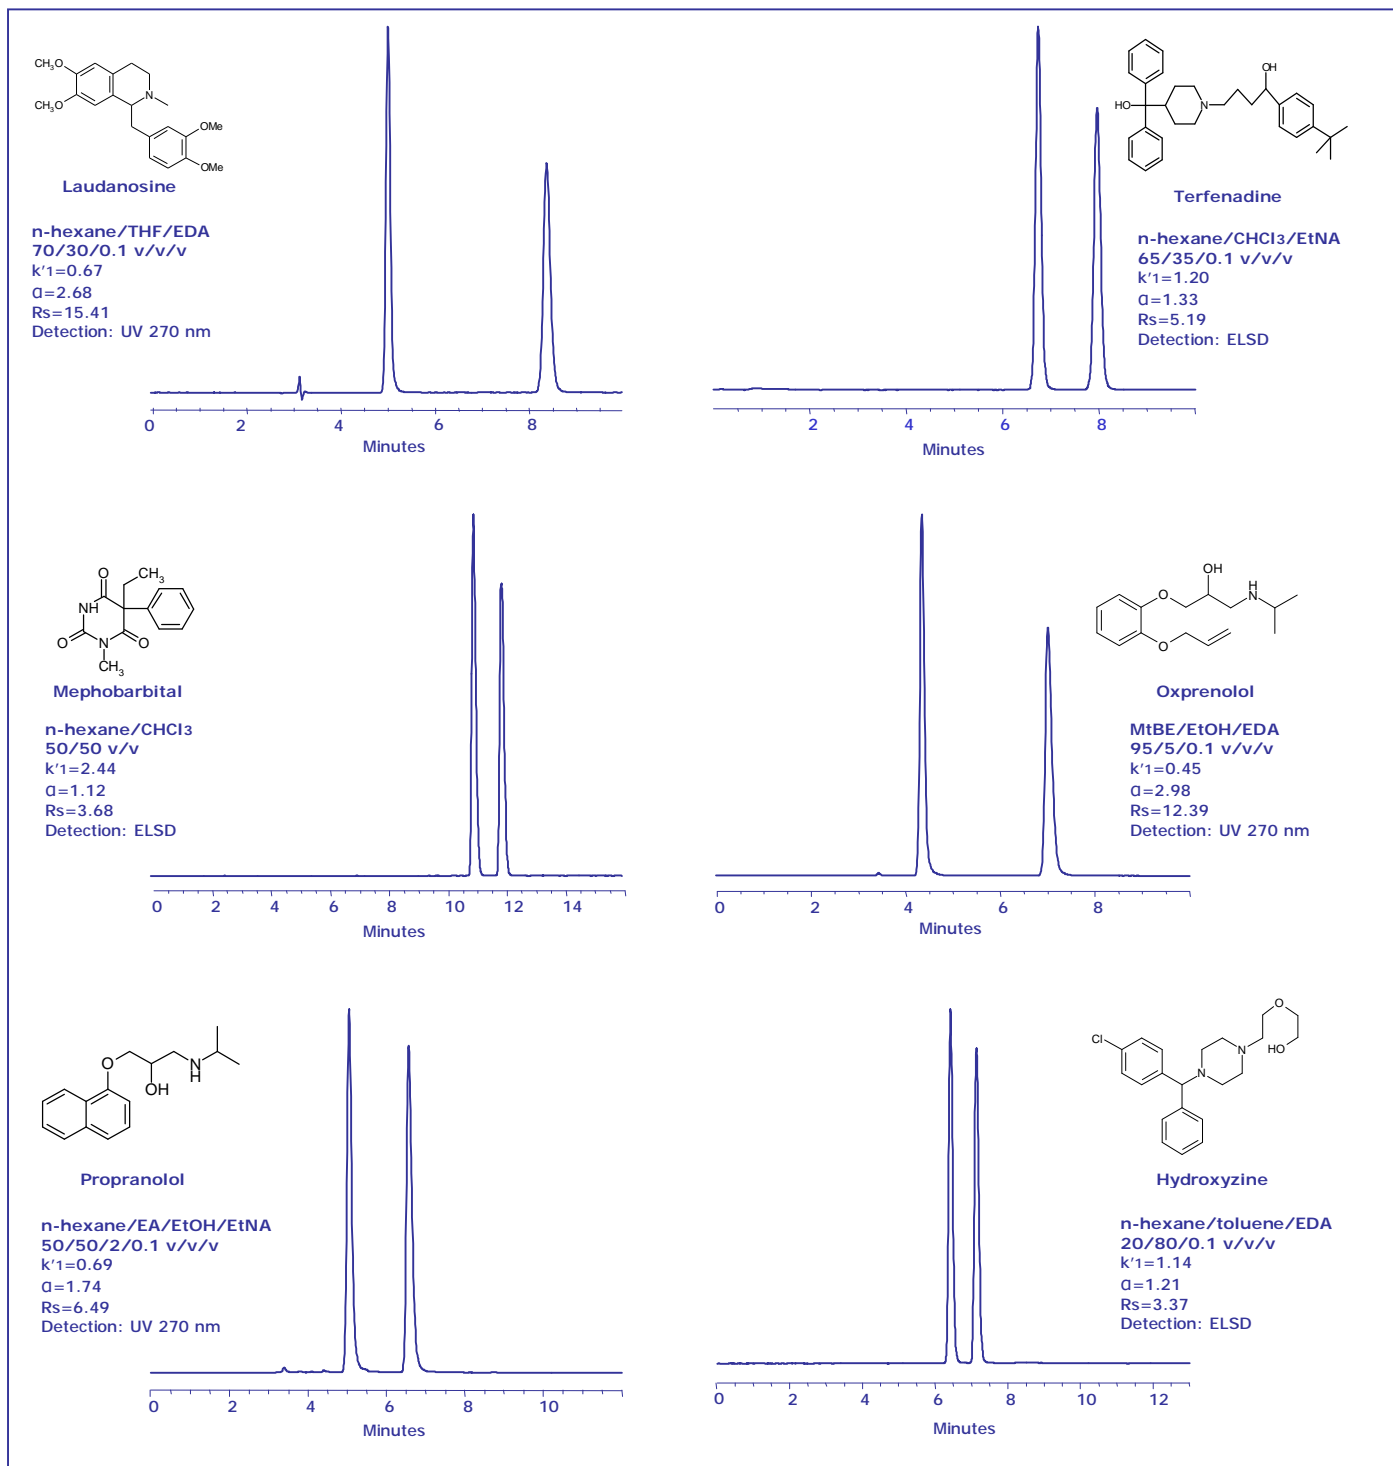 CH3O
CH3O
N
OMe
OMe
Laudanosine
n-hexane/THF/EDA
70/30/0.1 v/v/v
k'1=0.67
α=2.68
Rs=15.41
Detection: UV 270 nm
0 2 4 6 8
Minutes
OH
HO
N
Terfenadine
n-hexane/CHCl3/EtNA
65/35/0.1 v/v/v
k'1=1.20
α=1.33
Rs=5.19
Detection: ELSD
2 4 6 8
Minutes
O
CH3
NH
O
N
O
CH3
Mephobarbital
n-hexane/CHCl3
50/50 v/v
k'1=2.44
α=1.12
Rs=3.68
Detection: ELSD
0 2 4 6 8 10 12 14
Minutes
OH
H
O
N
O
Oxprenolol
MtBE/EtOH/EDA
95/5/0.1 v/v/v
k'1=0.45
α=2.98
Rs=12.39
Detection: UV 270 nm
0 2 4 6 8
Minutes
O
N
H
OH
Propranolol
n-hexane/EA/EtOH/EtNA
50/50/2/0.1 v/v/v
k'1=0.69
α=1.74
Rs=6.49
Detection: UV 270 nm
0 2 4 6 8 10
Minutes
O
Cl
N
HO
N
Hydroxyzine
n-hexane/toluene/EDA
20/80/0.1 v/v/v
k'1=1.14
α=1.21
Rs=3.37
Detection: ELSD
0 2 4 6 8 10 12
Minutes